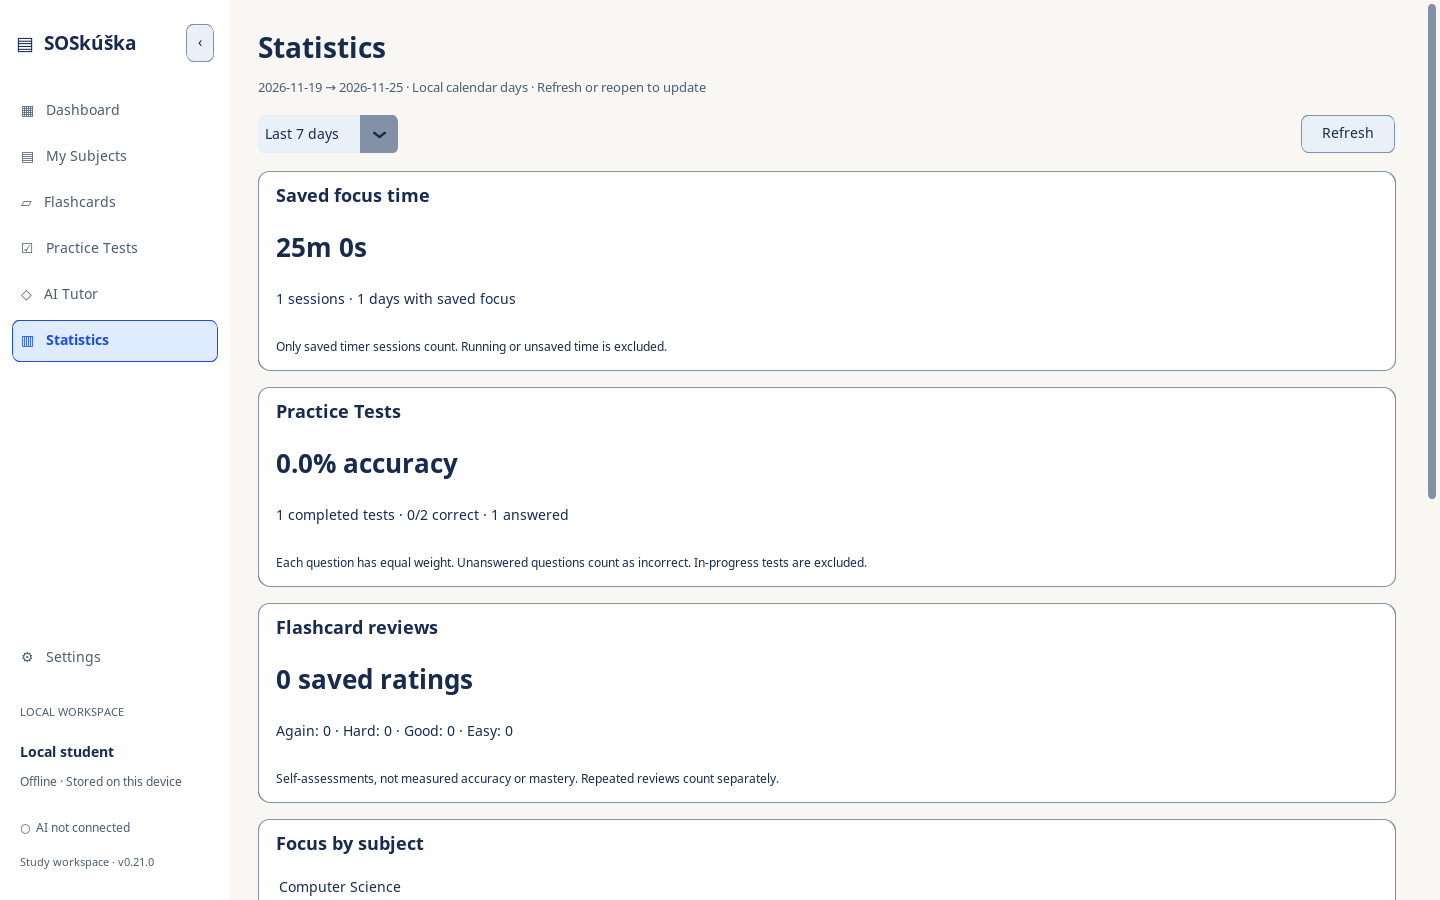 SOSkúška
‹
Dashboard
My Subjects
Flashcards
Practice Tests
AI Tutor
Statistics
Settings
LOCAL WORKSPACE
Local student
Offline · Stored on this device
AI not connected
Study workspace · v0.21.0
Statistics
2026-11-19 → 2026-11-25 · Local calendar days · Refresh or reopen to update
Last 7 days
Refresh
Saved focus time
25m 0s
1 sessions · 1 days with saved focus
Only saved timer sessions count. Running or unsaved time is excluded.
Practice Tests
0.0% accuracy
1 completed tests · 0/2 correct · 1 answered
Each question has equal weight. Unanswered questions count as incorrect. In-progress tests are excluded.
Flashcard reviews
0 saved ratings
Again: 0 · Hard: 0 · Good: 0 · Easy: 0
Self-assessments, not measured accuracy or mastery. Repeated reviews count separately.
Focus by subject
Computer Science